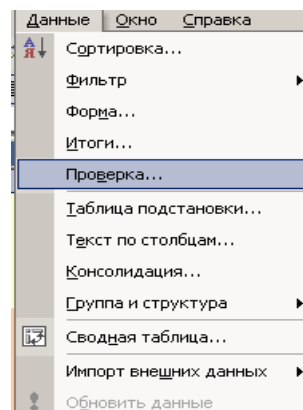 Данные Окно Справка
Сортировка...
Фильтр
Форма...
Итоги...
Проверка...
Таблица подстановки...
Текст по столбцам...
Консолидация...
Группа и структура
Сводная таблица...
Импорт внешних данных
Обновить данные